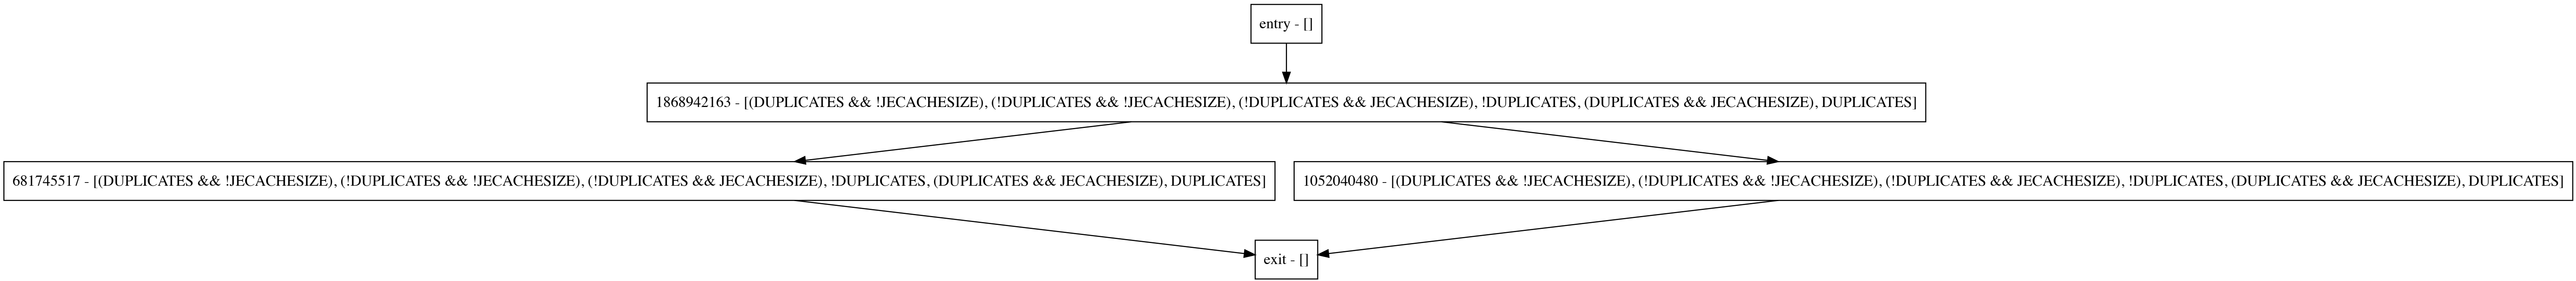 entry - []
1868942163 - [(DUPLICATES && !JECACHESIZE), (!DUPLICATES && !JECACHESIZE), (!DUPLICATES && JECACHESIZE), !DUPLICATES, (DUPLICATES && JECACHESIZE), DUPLICATES]
681745517 - [(DUPLICATES && !JECACHESIZE), (!DUPLICATES && !JECACHESIZE), (!DUPLICATES && JECACHESIZE), !DUPLICATES, (DUPLICATES && JECACHESIZE), DUPLICATES]
1052040480 - [(DUPLICATES && !JECACHESIZE), (!DUPLICATES && !JECACHESIZE), (!DUPLICATES && JECACHESIZE), !DUPLICATES, (DUPLICATES && JECACHESIZE), DUPLICATES]
exit - []